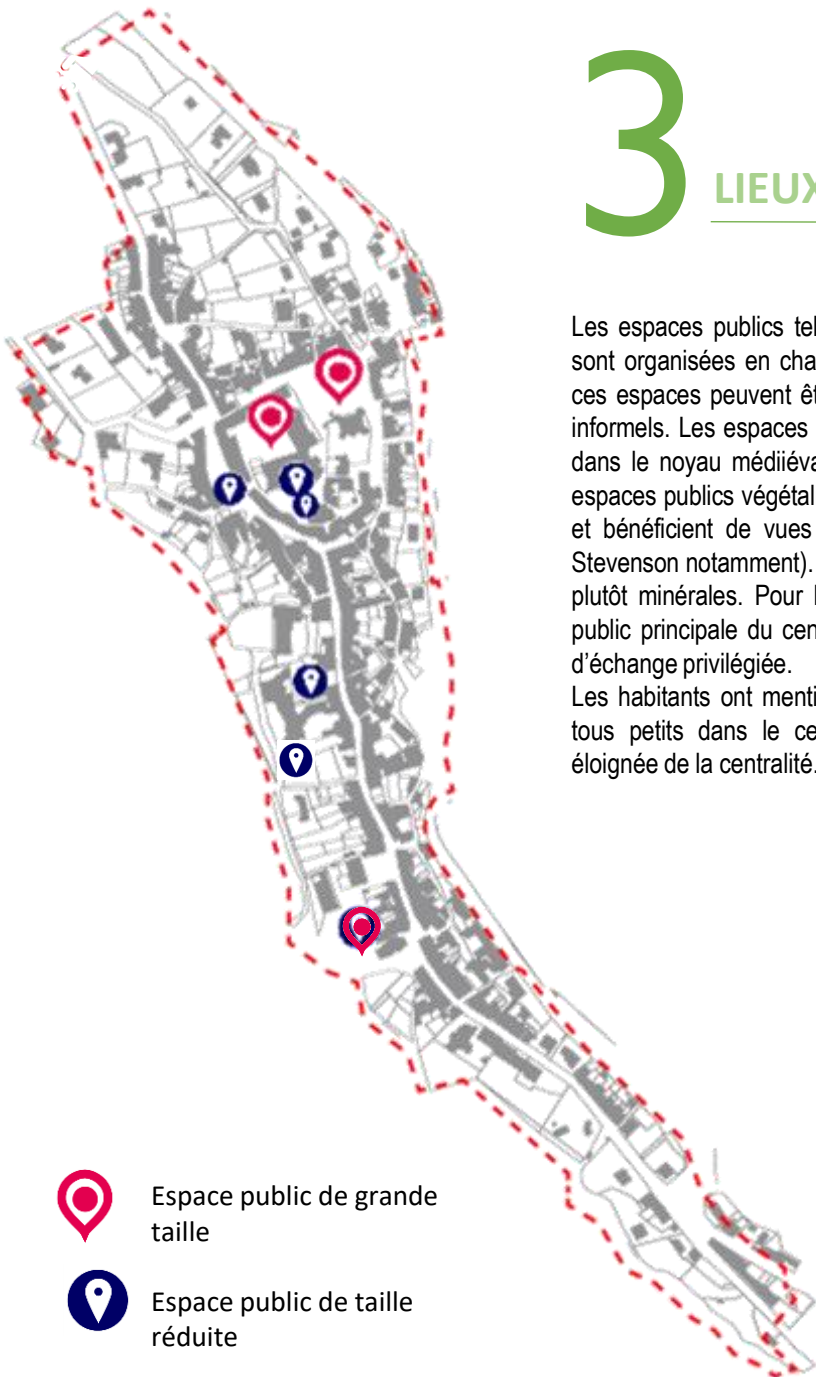 3
LIEUX
Les espaces publics tel
sont organisées en cha
ces espaces peuvent êt
informels. Les espaces
dans le noyau médiiéva
espaces publics végétal
et bénéficient de vues
Stevenson notamment).
plutôt minérales. Pour l
public principale du cen
d'échange privilégiée.
Les habitants ont menti
tous petits dans le ce
éloignée de la centralité.
Espace public de grande
taille
Espace public de taille
réduite